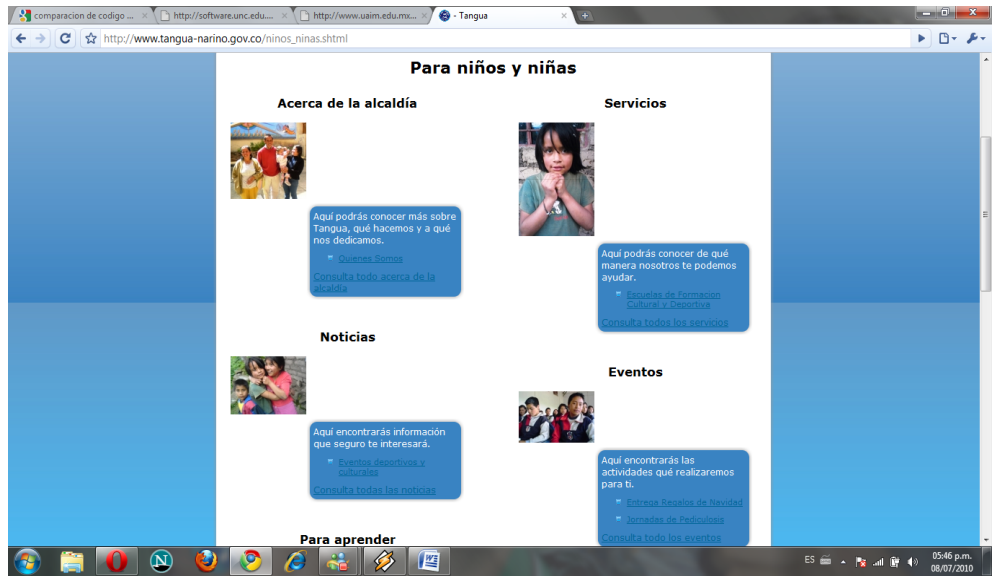 comparacion de codigo ...
http://software.unc.edu....
http://www.uaim.edu.mx...
- Tangua
http://www.tangua-narino.gov.co/ninos_ninas.shtml
Para niños y niñas
Acerca de la alcaldía
Aquí podrás conocer más sobre
Tangua, qué hacemos y a qué
nos dedicamos.
Quienes Somos
Consulta todo acerca de la
alcaldía
Servicios
Aquí podrás conocer de qué
manera nosotros te podemos
ayudar.
Escuelas de Formacion
Cultural y Deportiva
Consulta todos los servicios
Noticias
Aquí encontrarás información
que seguro te interesará.
Eventos deportivos y
culturales
Consulta todas las noticias
Eventos
Aquí encontrarás las
actividades qué realizaremos
para ti.
Entrega Regalos de Navidad
Jornadas de Pediculosis
Consulta todo los eventos
Para aprender
ES
05:46 p.m.
08/07/2010